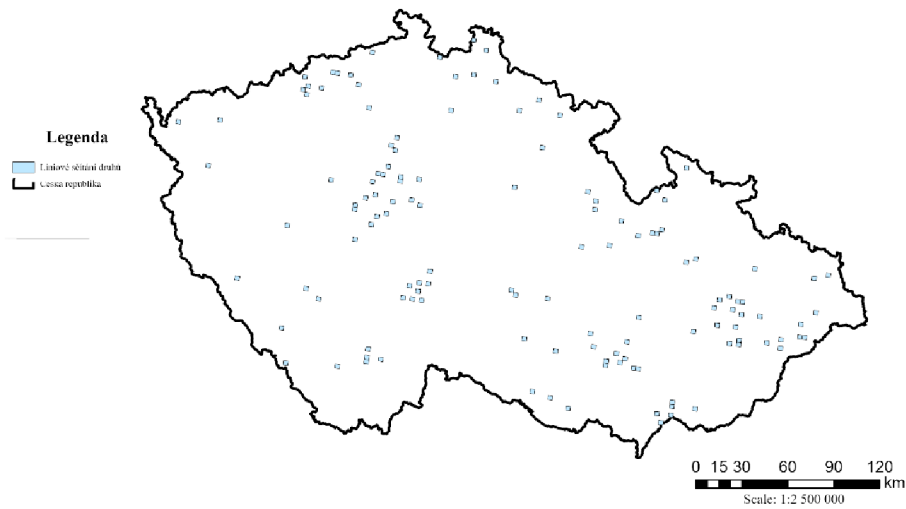 Legenda
Liniové sčítání druhů
Česká republika
0 15 30 60 90 120
km
Scale: 1:2 500 000